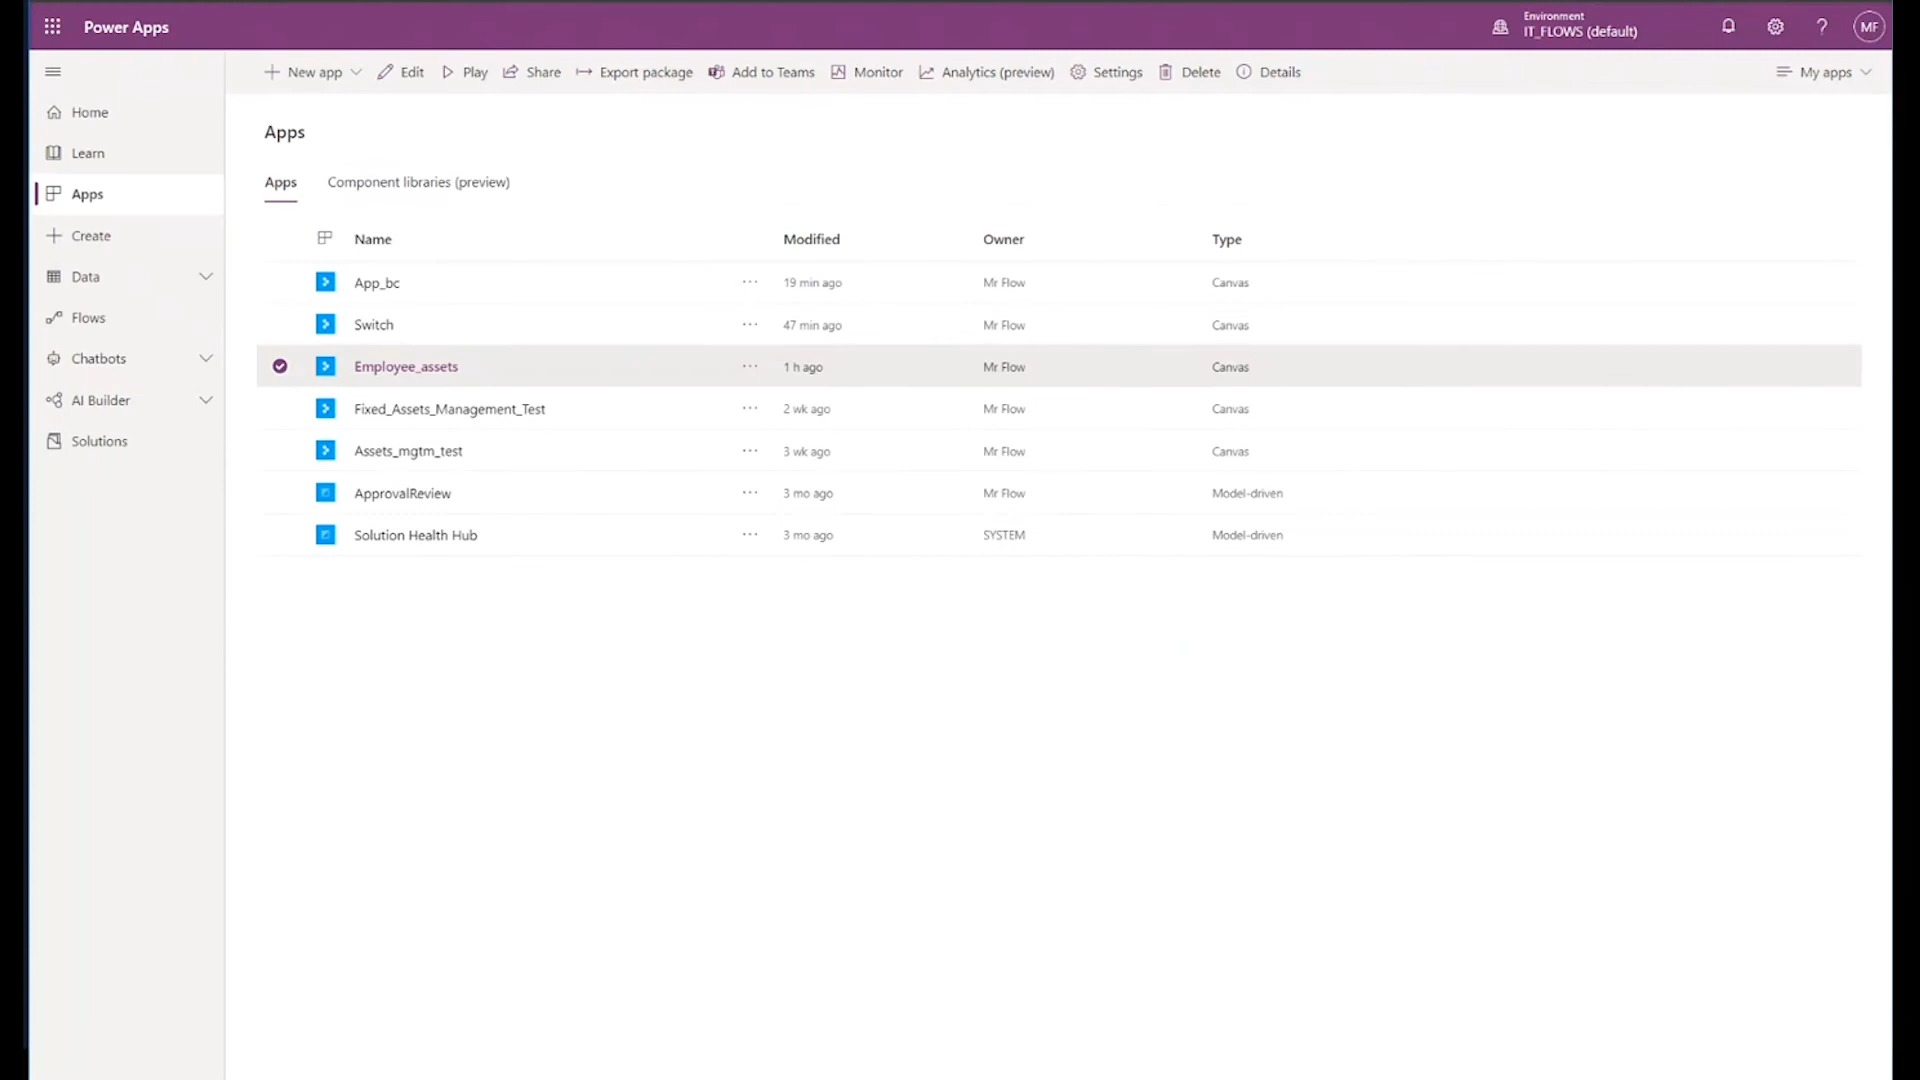 Power Apps
Environment
IT_FLOWS (default)
?
MF
New app
Edit
Play
Share
Export package
Add to Teams
Monitor
Analytics (preview)
Settings
Delete
Details
My apps
Home
Learn
Apps
Create
Data
Flows
Chatbots
AI Builder
Solutions
Apps
Apps Component libraries (preview)
Name Modified Owner Type
App_bc ··· 19 min ago Mr Flow Canvas
Switch ··· 47 min ago Mr Flow Canvas
Employee_assets ··· 1 h ago Mr Flow Canvas
Fixed_Assets_Management_Test ··· 2 wk ago Mr Flow Canvas
Assets_mgtm_test ··· 3 wk ago Mr Flow Canvas
ApprovalReview ··· 3 mo ago Mr Flow Model-driven
Solution Health Hub ··· 3 mo ago SYSTEM Model-driven